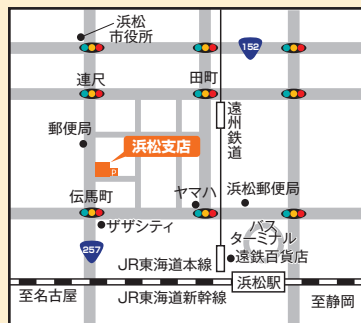 浜松
市役所
152
連尺
田町
遠州鉄道
郵便局
浜松支店
P
伝馬町
ヤマハ
浜松郵便局
ザザシティ
バス
ターミナル
257
遠鉄百貨店
JR東海道本線
浜松駅
至名古屋
JR東海道新幹線
至静岡